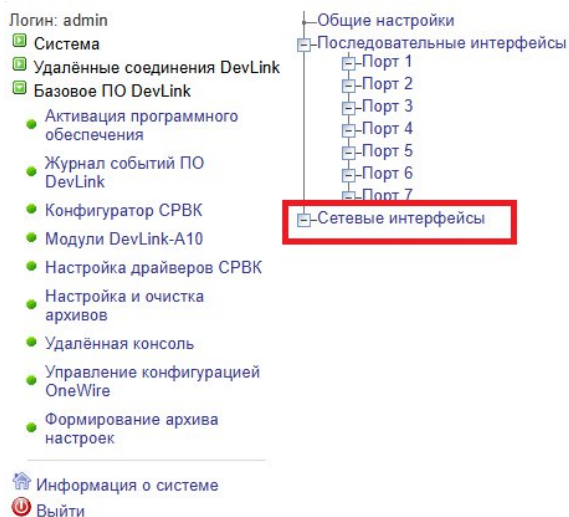 Логин: admin
Система
Удалённые соединения DevLink
Базовое ПО DevLink
Активация программного
обеспечения
Журнал событий ПО
DevLink
Конфигуратор СРВК
Модули DevLink-A10
Настройка драйверов СРВК
Настройка и очистка
архивов
Удалённая консоль
Управление конфигурацией
OneWire
Формирование архива
настроек
Информация о системе
Выйти
Общие настройки
Последовательные интерфейсы
Порт 1
Порт 2
Порт 3
Порт 4
Порт 5
Порт 6
Порт 7
Сетевые интерфейсы